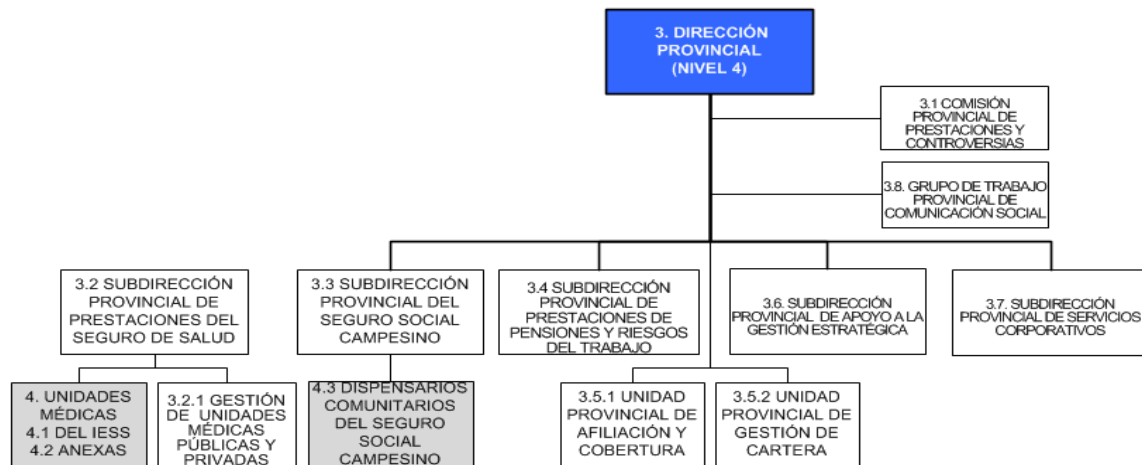 3. DIRECCIÓN
PROVINCIAL
(NIVEL 4)
3.1 COMISIÓN
PROVINCIAL DE
PRESTACIONES Y
CONTROVERSIAS
3.8. GRUPO DE TRABAJO
PROVINCIAL DE
COMUNICACIÓN SOCIAL
3.2 SUBDIRECCIÓN
PROVINCIAL DE
PRESTACIONES DEL
SEGURO DE SALUD
3.3 SUBDIRECCIÓN
PROVINCIAL DEL
SEGURO SOCIAL
CAMPESINO
3.4 SUBDIRECCIÓN
PROVINCIAL DE
PRESTACIONES DE
PENSIONES Y RIESGOS
DEL TRABAJO
3.6. SUBDIRECCIÓN
PROVINCIAL DE APOYO A LA
GESTIÓN ESTRATÉGICA
3.7. SUBDIRECCIÓN
PROVINCIAL DE SERVICIOS
CORPORATIVOS
4. UNIDADES
MÉDICAS
4.1 DEL IESS
4.2 ANEXAS
3.2.1 GESTIÓN
DE UNIDADES
MÉDICAS
PÚBLICAS Y
PRIVADAS
4.3 DISPENSARIOS
COMUNITARIOS
DEL SEGURO
SOCIAL
CAMPESINO
3.5.1 UNIDAD
PROVINCIAL DE
AFILIACIÓN Y
COBERTURA
3.5.2 UNIDAD
PROVINCIAL DE
GESTIÓN DE
CARTERA